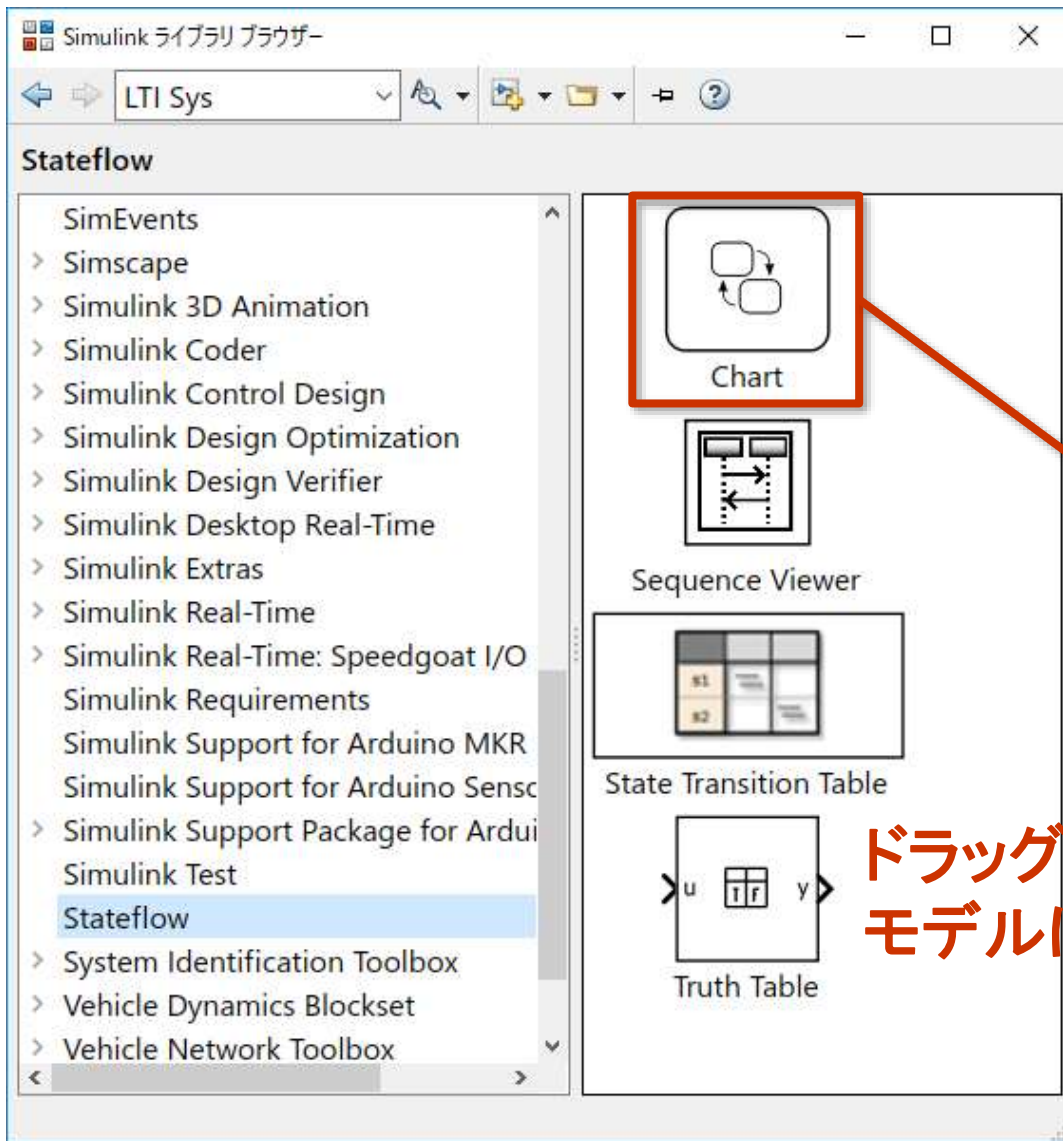 Simulink ライブラリ ブラウザー
LTI Sys
Stateflow
SimEvents
Simscape
Simulink 3D Animation
Simulink Coder
Simulink Control Design
Simulink Design Optimization
Simulink Design Verifier
Simulink Desktop Real-Time
Simulink Extras
Simulink Real-Time
Simulink Real-Time: Speedgoat I/O
Simulink Requirements
Simulink Support for Arduino MKR
Simulink Support for Arduino Sensc
Simulink Support Package for Ardui
Simulink Test
Stateflow
System Identification Toolbox
Vehicle Dynamics Blockset
Vehicle Network Toolbox
Chart
Sequence Viewer
s1
s2
State Transition Table
u T F y
Truth Table
ドラッグ
モデル